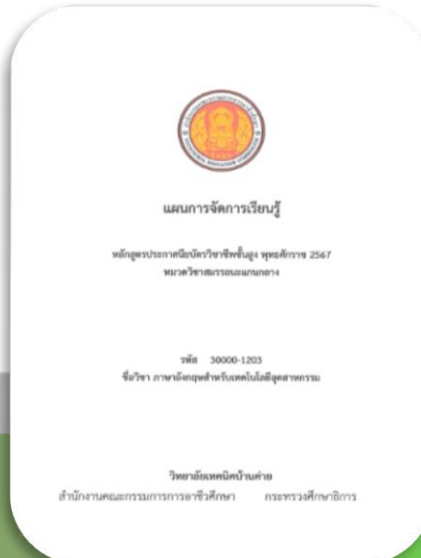 แผนการจัดการเรียนรู้
หลักสูตรประกาศนียบัตรวิชาชีพชั้นสูง พุทธศักราช 2567
หมวดวิชาสมรรถนะแกนกลาง
รหัส 30000-1203
ชื่อวิชา ภาษาอังกฤษสำหรับเทคโนโลยีอุตสาหกรรม
วิทยาลัยเทคนิคบ้านค่าย
สำนักงานคณะกรรมการการอาชีวศึกษา กระทรวงศึกษาธิการ